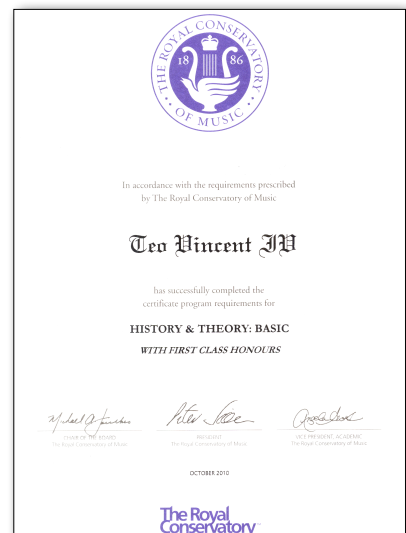 THE ROYAL CONSERVATORY
18 86
OF MUSIC
In accordance with the requirements prescribed
by The Royal Conservatory of Music
Teo Vincent IV
has successfully completed the
certificate program requirements for
HISTORY & THEORY: BASIC
WITH FIRST CLASS HONOURS
CHAIR OF THE BOARD
The Royal Conservatory of Music
PRESIDENT
The Royal Conservatory of Music
VICE PRESIDENT, ACADEMIC
The Royal Conservatory of Music
OCTOBER 2010
The Royal
Conservatory™